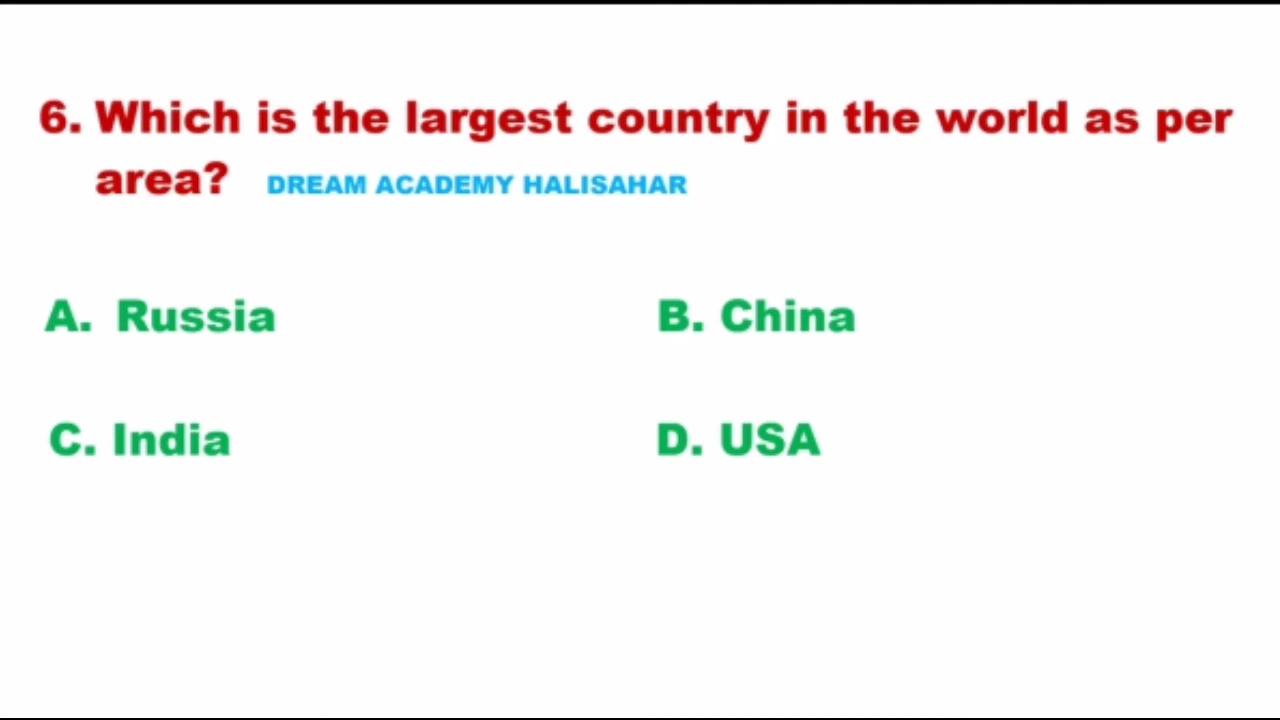 6. Which is the largest country in the world as per
area? DREAM ACADEMY HALISAHAR
A. Russia B. China
C. India D. USA